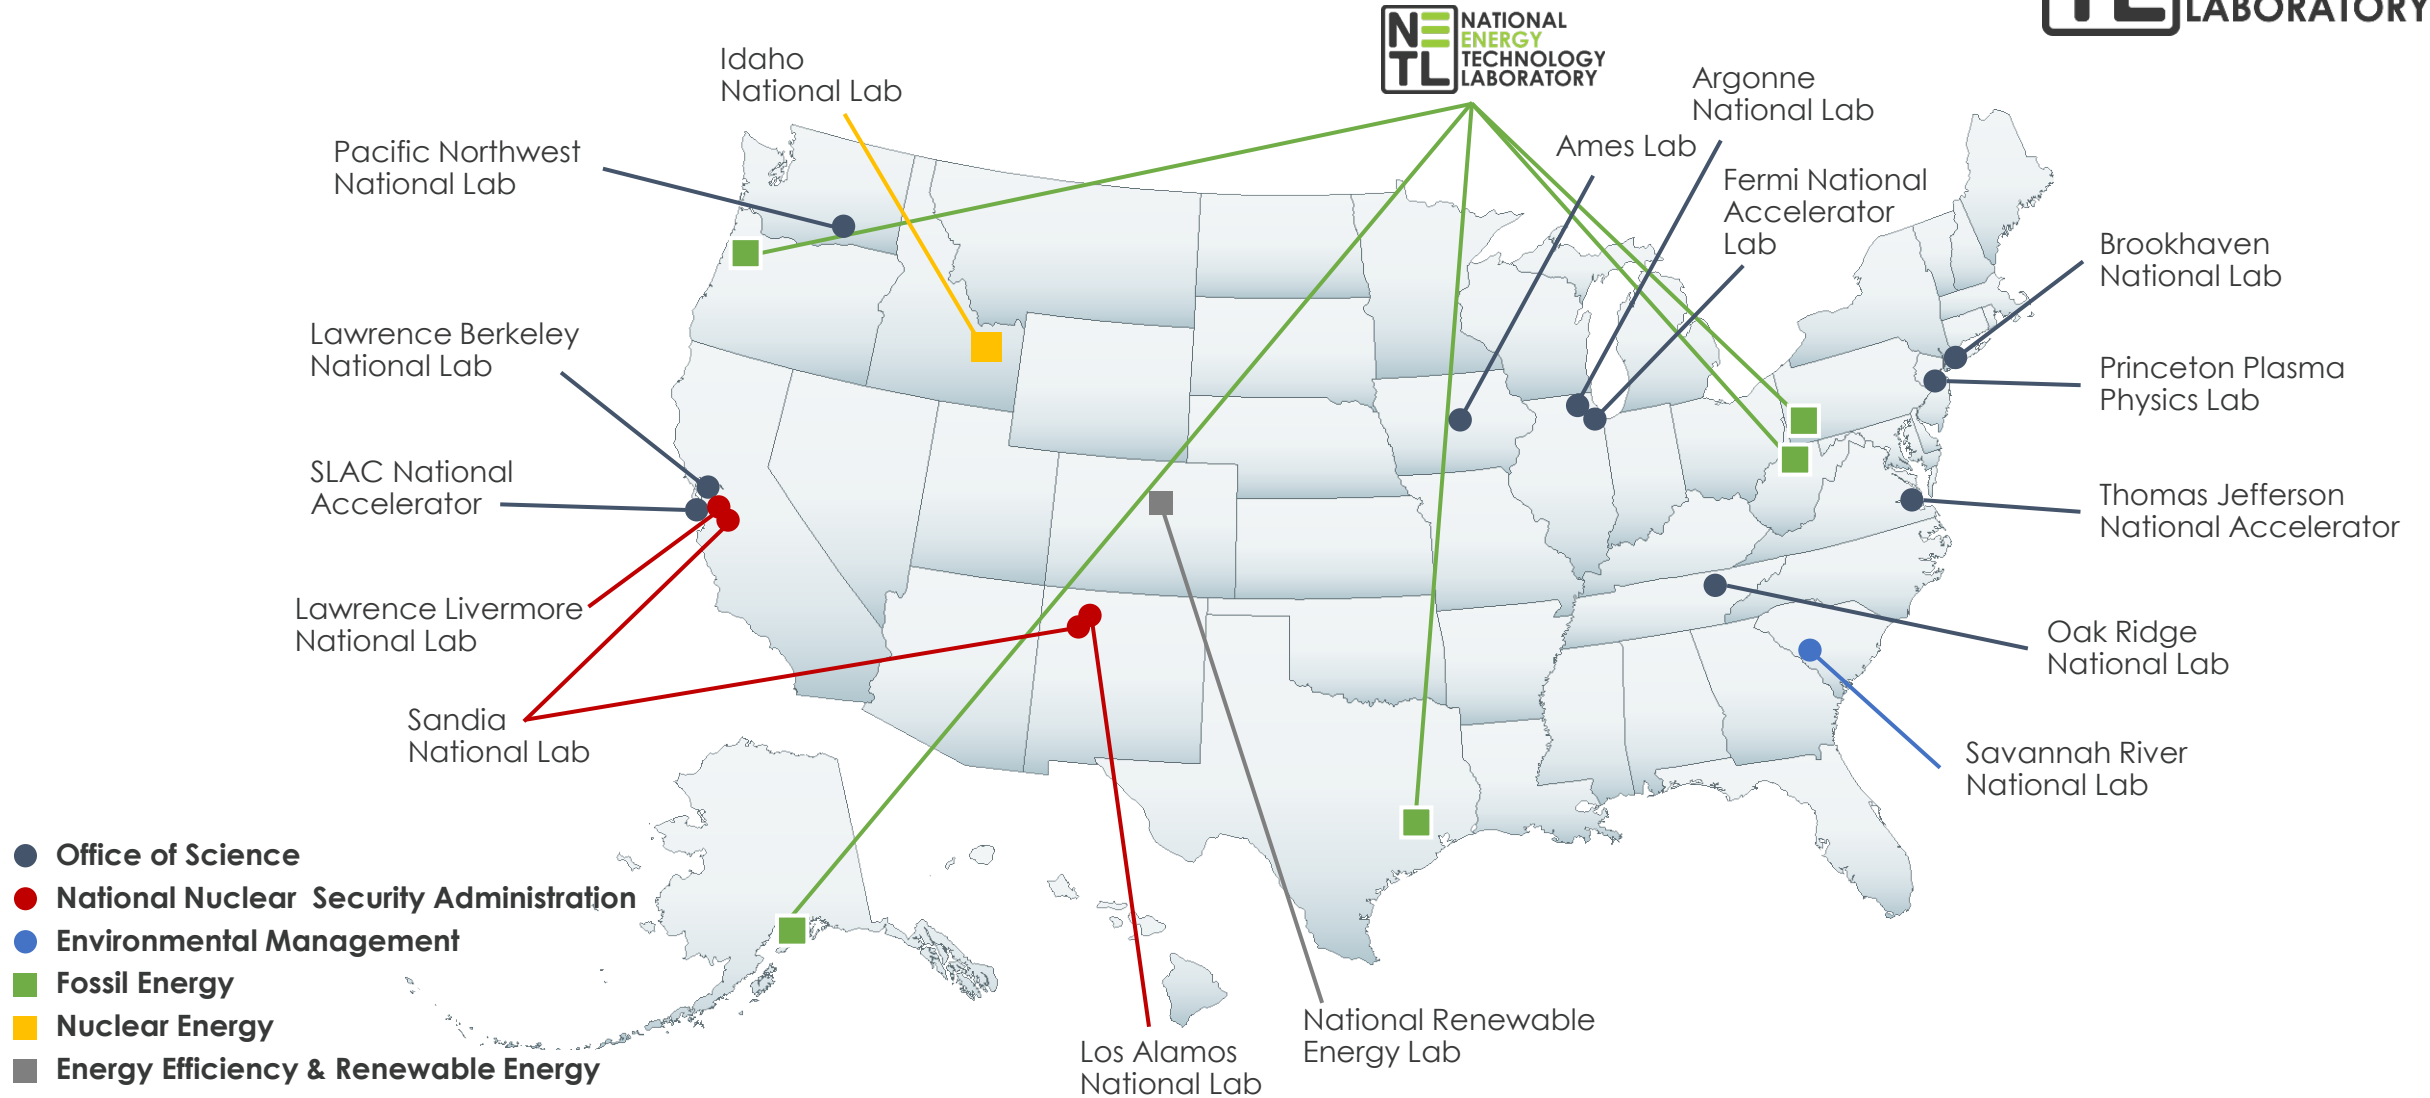 NATIONAL
ENERGY
TECHNOLOGY
LABORATORY
NE
TL
LABORATORY
Idaho
National Lab
Argonne
National Lab
Ames Lab
Pacific Northwest
National Lab
Fermi National
Accelerator
Lab
Brookhaven
National Lab
Lawrence Berkeley
National Lab
Princeton Plasma
Physics Lab
SLAC National
Accelerator
Thomas Jefferson
National Accelerator
Lawrence Livermore
National Lab
Oak Ridge
National Lab
Sandia
National Lab
Savannah River
National Lab
Office of Science
National Nuclear  Security Administration
Environmental Management
Fossil Energy
Nuclear Energy
Energy Efficiency & Renewable Energy
National Renewable
Energy Lab
Los Alamos
National Lab